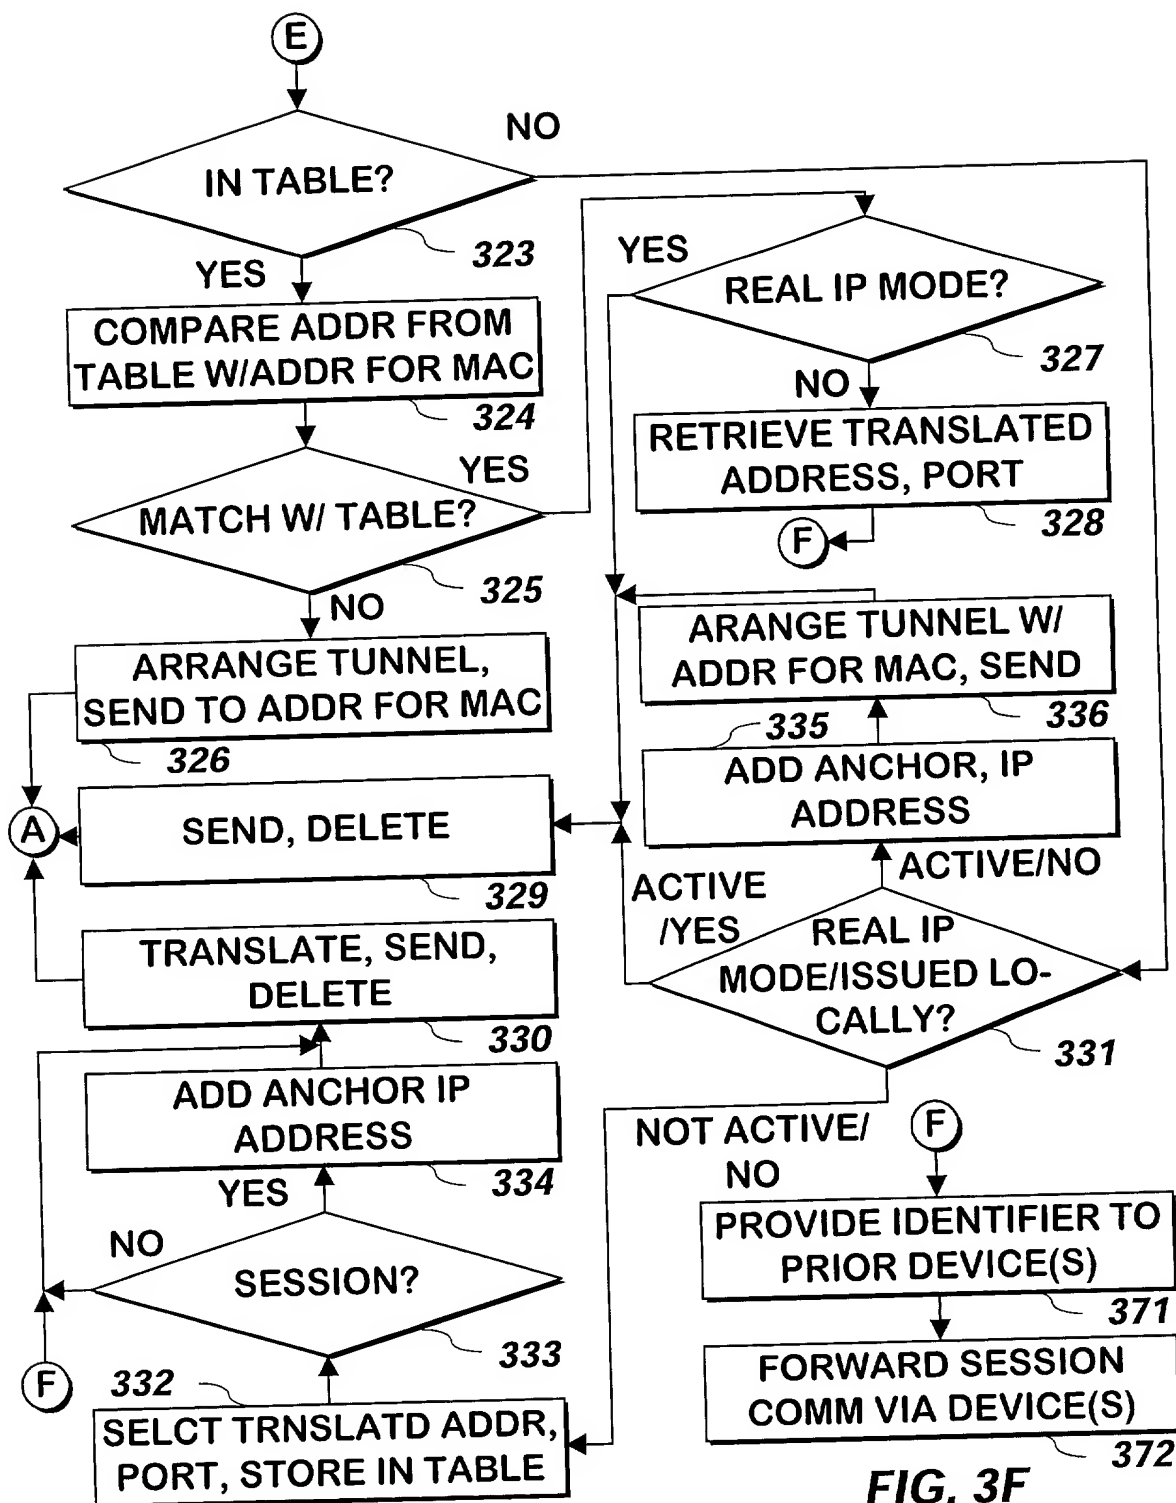 E
IN TABLE?
NO
323
YES
COMPARE ADDR FROM
TABLE W/ADDR FOR MAC
324
YES
MATCH W/ TABLE?
325
NO
ARRANGE TUNNEL,
SEND TO ADDR FOR MAC
326
A
SEND, DELETE
329
TRANSLATE, SEND,
DELETE
330
ADD ANCHOR IP
ADDRESS
334
YES
NO
SESSION?
333
F
332
SELCT TRNSLATD ADDR,
PORT, STORE IN TABLE
YES
REAL IP MODE?
327
NO
RETRIEVE TRANSLATED
ADDRESS, PORT
328
F
ARANGE TUNNEL W/
ADDR FOR MAC, SEND
336
335
ADD ANCHOR, IP
ADDRESS
ACTIVE/NO
ACTIVE
/YES
REAL IP
MODE/ISSUED LO-
CALLY?
331
NOT ACTIVE/
NO
F
PROVIDE IDENTIFIER TO
PRIOR DEVICE(S)
371
FORWARD SESSION
COMM VIA DEVICE(S)
372
FIG. 3F